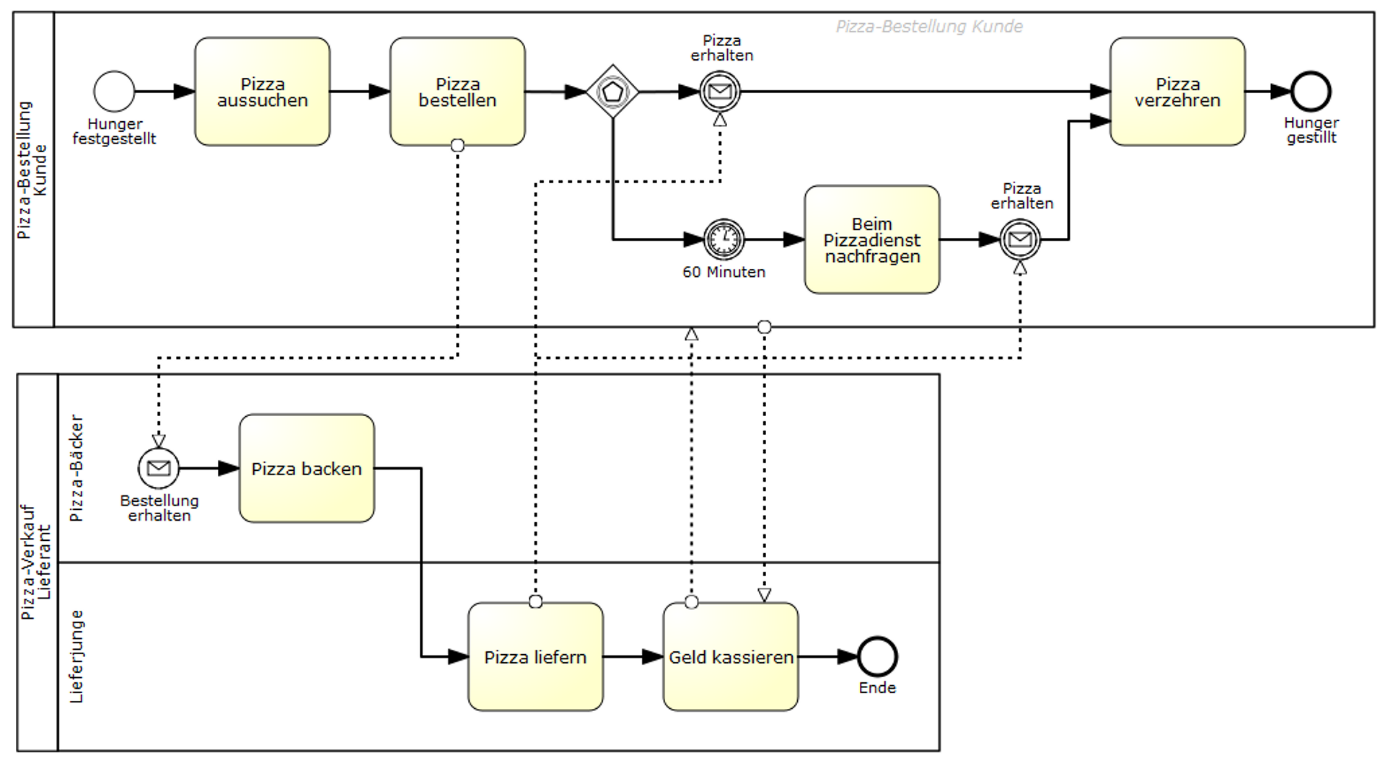 Pizza-Bestellung Kunde
Pizza-Bestellung
Kunde
Hunger
festgestellt
Pizza
aussuchen
Pizza
bestellen
Pizza
erhalten
Pizza
verzehren
Hunger
gestillt
60 Minuten
Beim
Pizzadienst
nachfragen
Pizza
erhalten
Pizza-Verkauf
Lieferant
Pizza-Bäcker
Bestellung
erhalten
Pizza backen
Lieferjunge
Pizza liefern
Geld kassieren
Ende